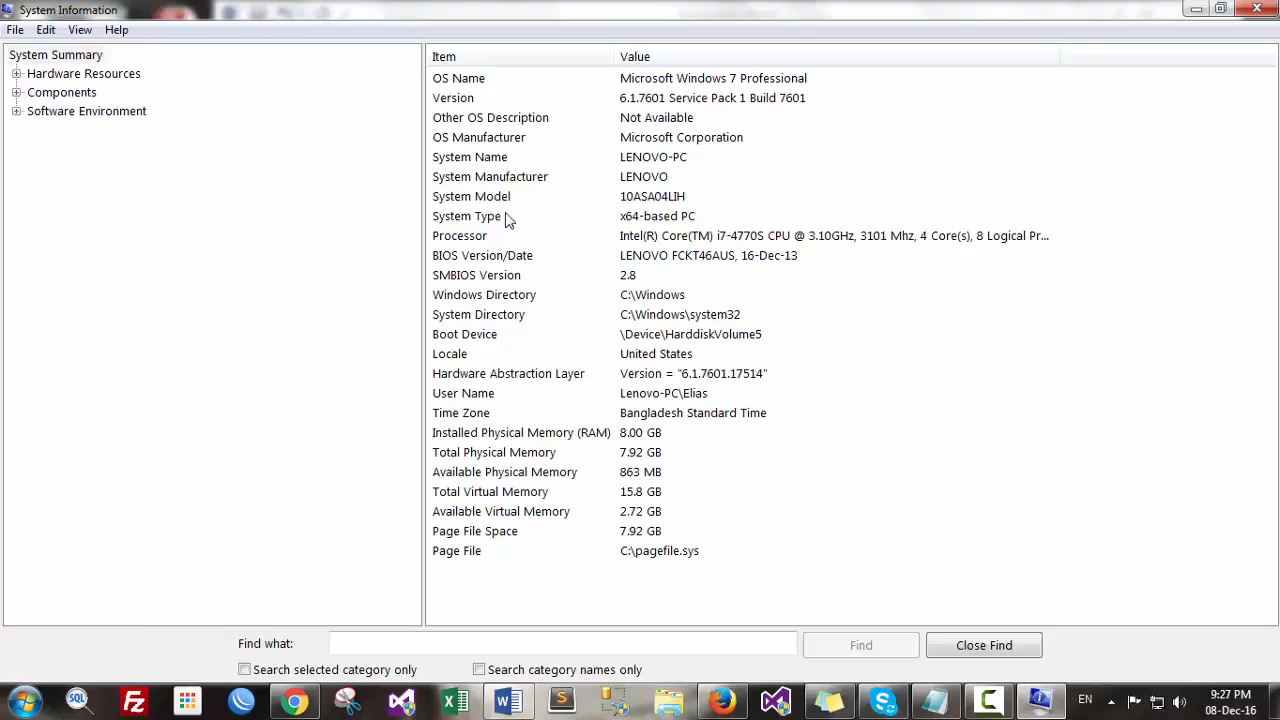 System Information
File Edit View Help
System Summary
Hardware Resources
Components
Software Environment
Item Value
OS Name Microsoft Windows 7 Professional
Version 6.1.7601 Service Pack 1 Build 7601
Other OS Description Not Available
OS Manufacturer Microsoft Corporation
System Name LENOVO-PC
System Manufacturer LENOVO
System Model 10ASA04LIH
System Type x64-based PC
Processor Intel(R) Core(TM) i7-4770S CPU @ 3.10GHz, 3101 Mhz, 4 Core(s), 8 Logical Pr...
BIOS Version/Date LENOVO FCKT46AUS, 16-Dec-13
SMBIOS Version 2.8
Windows Directory C:\Windows
System Directory C:\Windows\system32
Boot Device \Device\HarddiskVolume5
Locale United States
Hardware Abstraction Layer Version = "6.1.7601.17514"
User Name Lenovo-PC\Elias
Time Zone Bangladesh Standard Time
Installed Physical Memory (RAM) 8.00 GB
Total Physical Memory 7.92 GB
Available Physical Memory 863 MB
Total Virtual Memory 15.8 GB
Available Virtual Memory 2.72 GB
Page File Space 7.92 GB
Page File C:\pagefile.sys
Find what: Find Close Find
Search selected category only Search category names only
SQL EN 9:27 PM
08-Dec-16